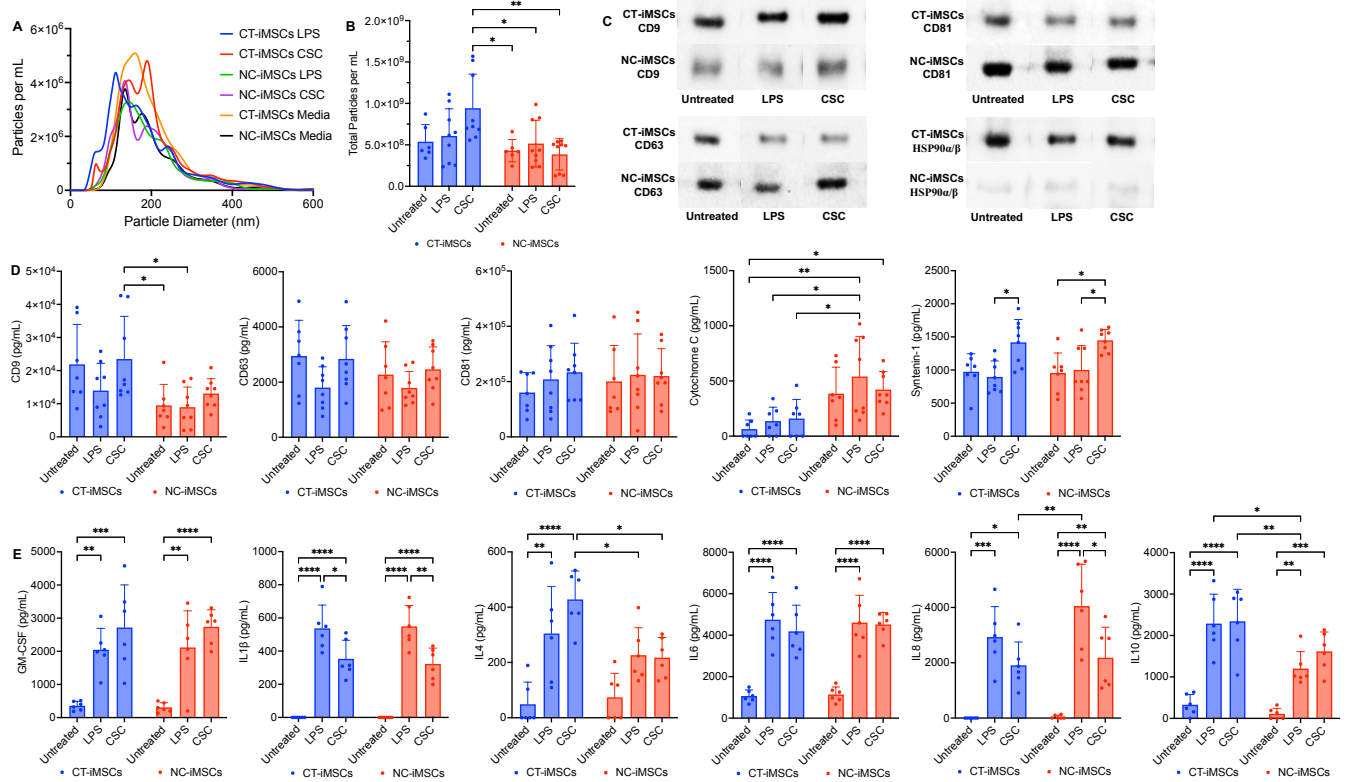 A
Particles per mL
6×10⁶
4×10⁶
2×10⁶
0
0
200
400
600
Particle Diameter (nm)
CT-iMSCs LPS
CT-iMSCs CSC
NC-iMSCs LPS
NC-iMSCs CSC
CT-iMSCs Media
NC-iMSCs Media
B
Total Particles per mL
2.0×10⁹
1.5×10⁹
1.0×10⁹
5.0×10⁸
0.0
**
*
*
Untreated
LPS
CSC
Untreated
LPS
CSC
CT-iMSCs
NC-iMSCs
C
CT-iMSCs
CD9
NC-iMSCs
CD9
Untreated
LPS
CSC
CT-iMSCs
CD63
NC-iMSCs
CD63
Untreated
LPS
CSC
CT-iMSCs
CD81
NC-iMSCs
CD81
Untreated
LPS
CSC
CT-iMSCs
HSP90α/β
NC-iMSCs
HSP90α/β
Untreated
LPS
CSC
D
CD9 (pg/mL)
5×10⁴
4×10⁴
3×10⁴
2×10⁴
1×10⁴
0
*
*
Untreated
LPS
CSC
Untreated
LPS
CSC
CT-iMSCs
NC-iMSCs
CD63 (pg/mL)
6000
4000
2000
0
Untreated
LPS
CSC
Untreated
LPS
CSC
CT-iMSCs
NC-iMSCs
CD81 (pg/mL)
6×10⁵
4×10⁵
2×10⁵
0
Untreated
LPS
CSC
Untreated
LPS
CSC
CT-iMSCs
NC-iMSCs
Cytochrome C (pg/mL)
1500
1000
500
0
*
**
*
*
Untreated
LPS
CSC
Untreated
LPS
CSC
CT-iMSCs
NC-iMSCs
Syntenin-1 (pg/mL)
2500
2000
1500
1000
500
0
*
*
*
Untreated
LPS
CSC
Untreated
LPS
CSC
CT-iMSCs
NC-iMSCs
E
GM-CSF (pg/mL)
5000
4000
3000
2000
1000
0
***
**
****
**
Untreated
LPS
CSC
Untreated
LPS
CSC
CT-iMSCs
NC-iMSCs
IL1β (pg/mL)
1000
800
600
400
200
0
****
****
*
****
****
**
Untreated
LPS
CSC
Untreated
LPS
CSC
CT-iMSCs
NC-iMSCs
IL4 (pg/mL)
600
400
200
0
****
**
*
*
Untreated
LPS
CSC
Untreated
LPS
CSC
CT-iMSCs
NC-iMSCs
IL6 (pg/mL)
8000
6000
4000
2000
0
****
****
****
****
Untreated
LPS
CSC
Untreated
LPS
CSC
CT-iMSCs
NC-iMSCs
IL8 (pg/mL)
6000
4000
2000
0
8000
**
*
***
**
****
*
Untreated
LPS
CSC
Untreated
LPS
CSC
CT-iMSCs
NC-iMSCs
IL10 (pg/mL)
4000
3000
2000
1000
0
*
**
****
****
***
**
Untreated
LPS
CSC
Untreated
LPS
CSC
CT-iMSCs
NC-iMSCs